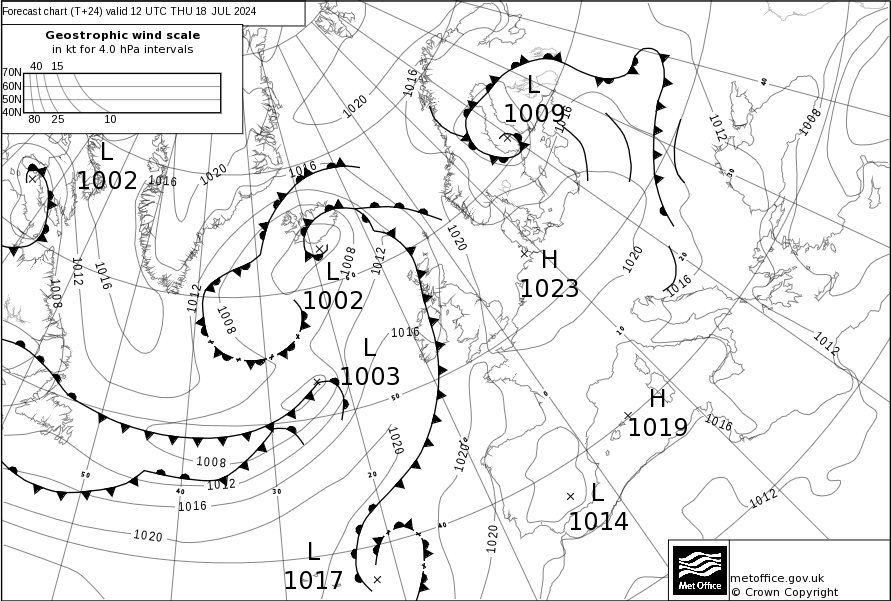 Forecast chart (T+24) valid 12 UTC THU 18 JUL 2024
Geostrophic wind scale
in kt for 4.0 hPa intervals
40 15
70N
60N
50N
40N
80 25 10
L
1002
L
1009
L
1002
L
1003
H
1023
H
1019
L
1014
L
1017
1016
1020
1016
1012
1008
1020
1016
1016
1020
1008
1012
1012
1016
1008
1012
1008
1016
1020
1016
1012
1016
1012
1020
1020
1020
1008
1012
1016
1020
50
40
30
20
10
0
50
40
40
30
20
10
metoffice.gov.uk
© Crown Copyright
Met Office